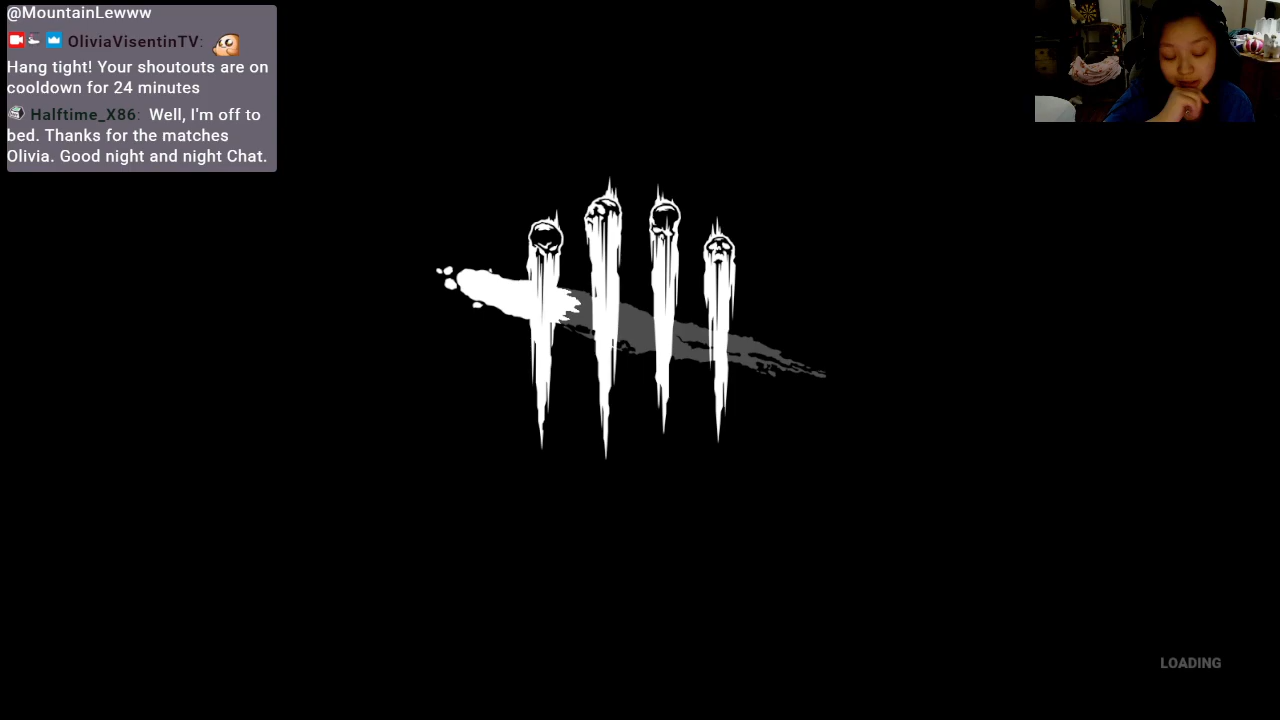 @MountainLewww
OliviaVisentinTV:
Hang tight! Your shoutouts are on
cooldown for 24 minutes
Halftime_X86: Well, I'm off to
bed. Thanks for the matches
Olivia. Good night and night Chat.
LOADING